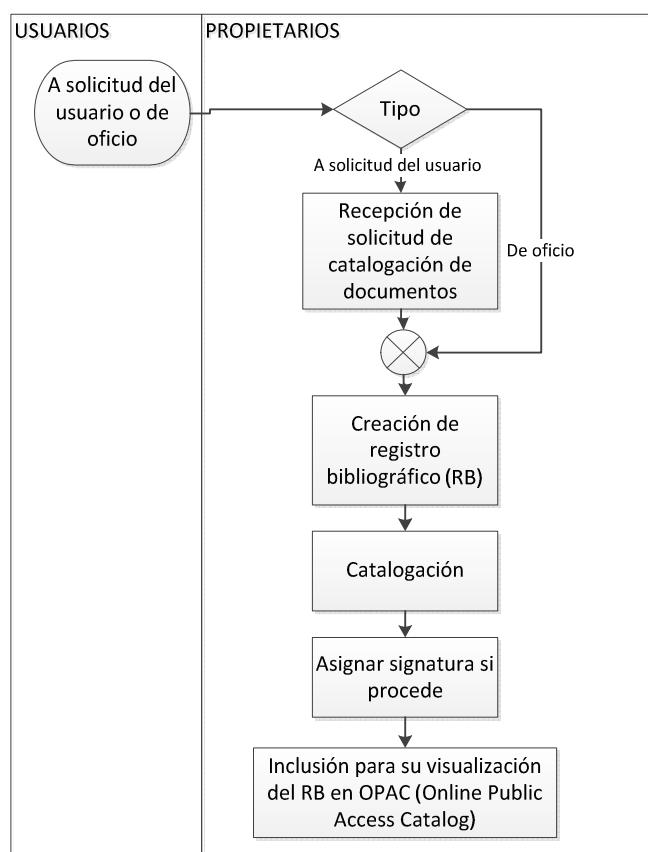 USUARIOS
PROPIETARIOS
A solicitud del
usuario o de
oficio
Tipo
A solicitud del usuario
Recepción de
solicitud de
catalogación de
documentos
De oficio
Creación de
registro
bibliográfico (RB)
Catalogación
Asignar signatura si
procede
Inclusión para su visualización
del RB en OPAC (Online Public
Access Catalog)